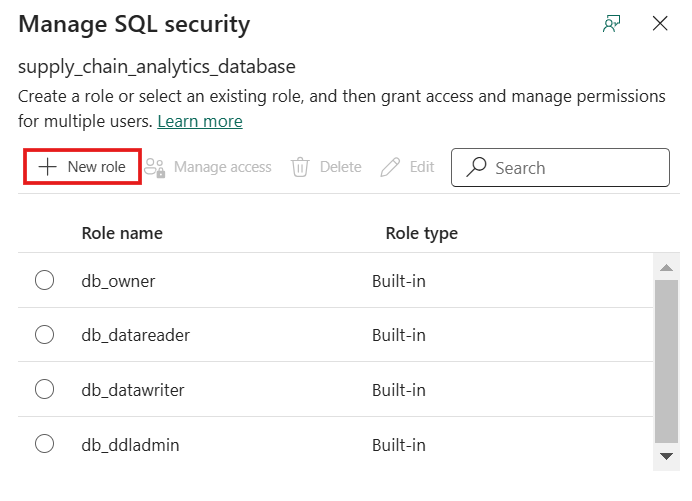 Manage SQL security
supply_chain_analytics_database
Create a role or select an existing role, and then grant access and manage permissions
for multiple users. Learn more
New role Manage access Delete Edit Search
Role name Role type
db_owner Built-in
db_datareader Built-in
db_datawriter Built-in
db_ddladmin Built-in